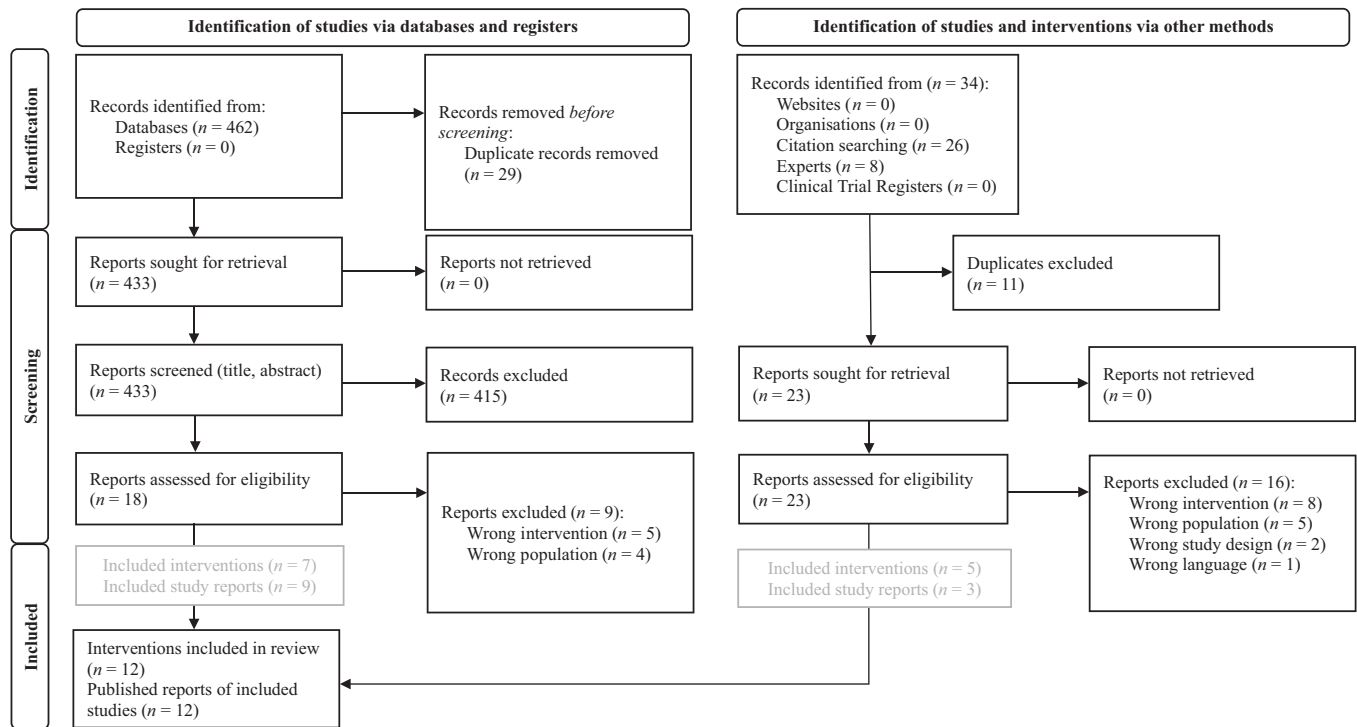 Identification of studies via databases and registers
Identification of studies and interventions via other methods
Identification
Records identified from:
Databases (n = 462)
Registers (n = 0)
Records removed before
screening:
Duplicate records removed
(n = 29)
Records identified from (n = 34):
Websites (n = 0)
Organisations (n = 0)
Citation searching (n = 26)
Experts (n = 8)
Clinical Trial Registers (n = 0)
Screening
Reports sought for retrieval
(n = 433)
Reports not retrieved
(n = 0)
Duplicates excluded
(n = 11)
Reports screened (title, abstract)
(n = 433)
Records excluded
(n = 415)
Reports sought for retrieval
(n = 23)
Reports not retrieved
(n = 0)
Reports assessed for eligibility
(n = 18)
Reports excluded (n = 9):
Wrong intervention (n = 5)
Wrong population (n = 4)
Reports assessed for eligibility
(n = 23)
Reports excluded (n = 16):
Wrong intervention (n = 8)
Wrong population (n = 5)
Wrong study design (n = 2)
Wrong language (n = 1)
Included
Included interventions (n = 7)
Included study reports (n = 9)
Included interventions (n = 5)
Included study reports (n = 3)
Interventions included in review
(n = 12)
Published reports of included
studies (n = 12)